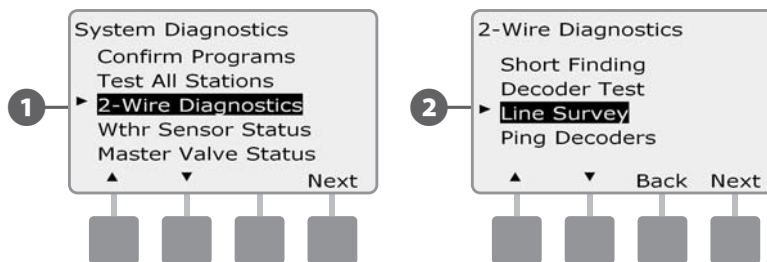 System Diagnostics
Confirm Programs
Test All Stations
1
► 2-Wire Diagnostics
Wthr Sensor Status
Master Valve Status
▲ ▼ Next
2-Wire Diagnostics
Short Finding
Decoder Test
2
► Line Survey
Ping Decoders
▲ ▼ Back Next